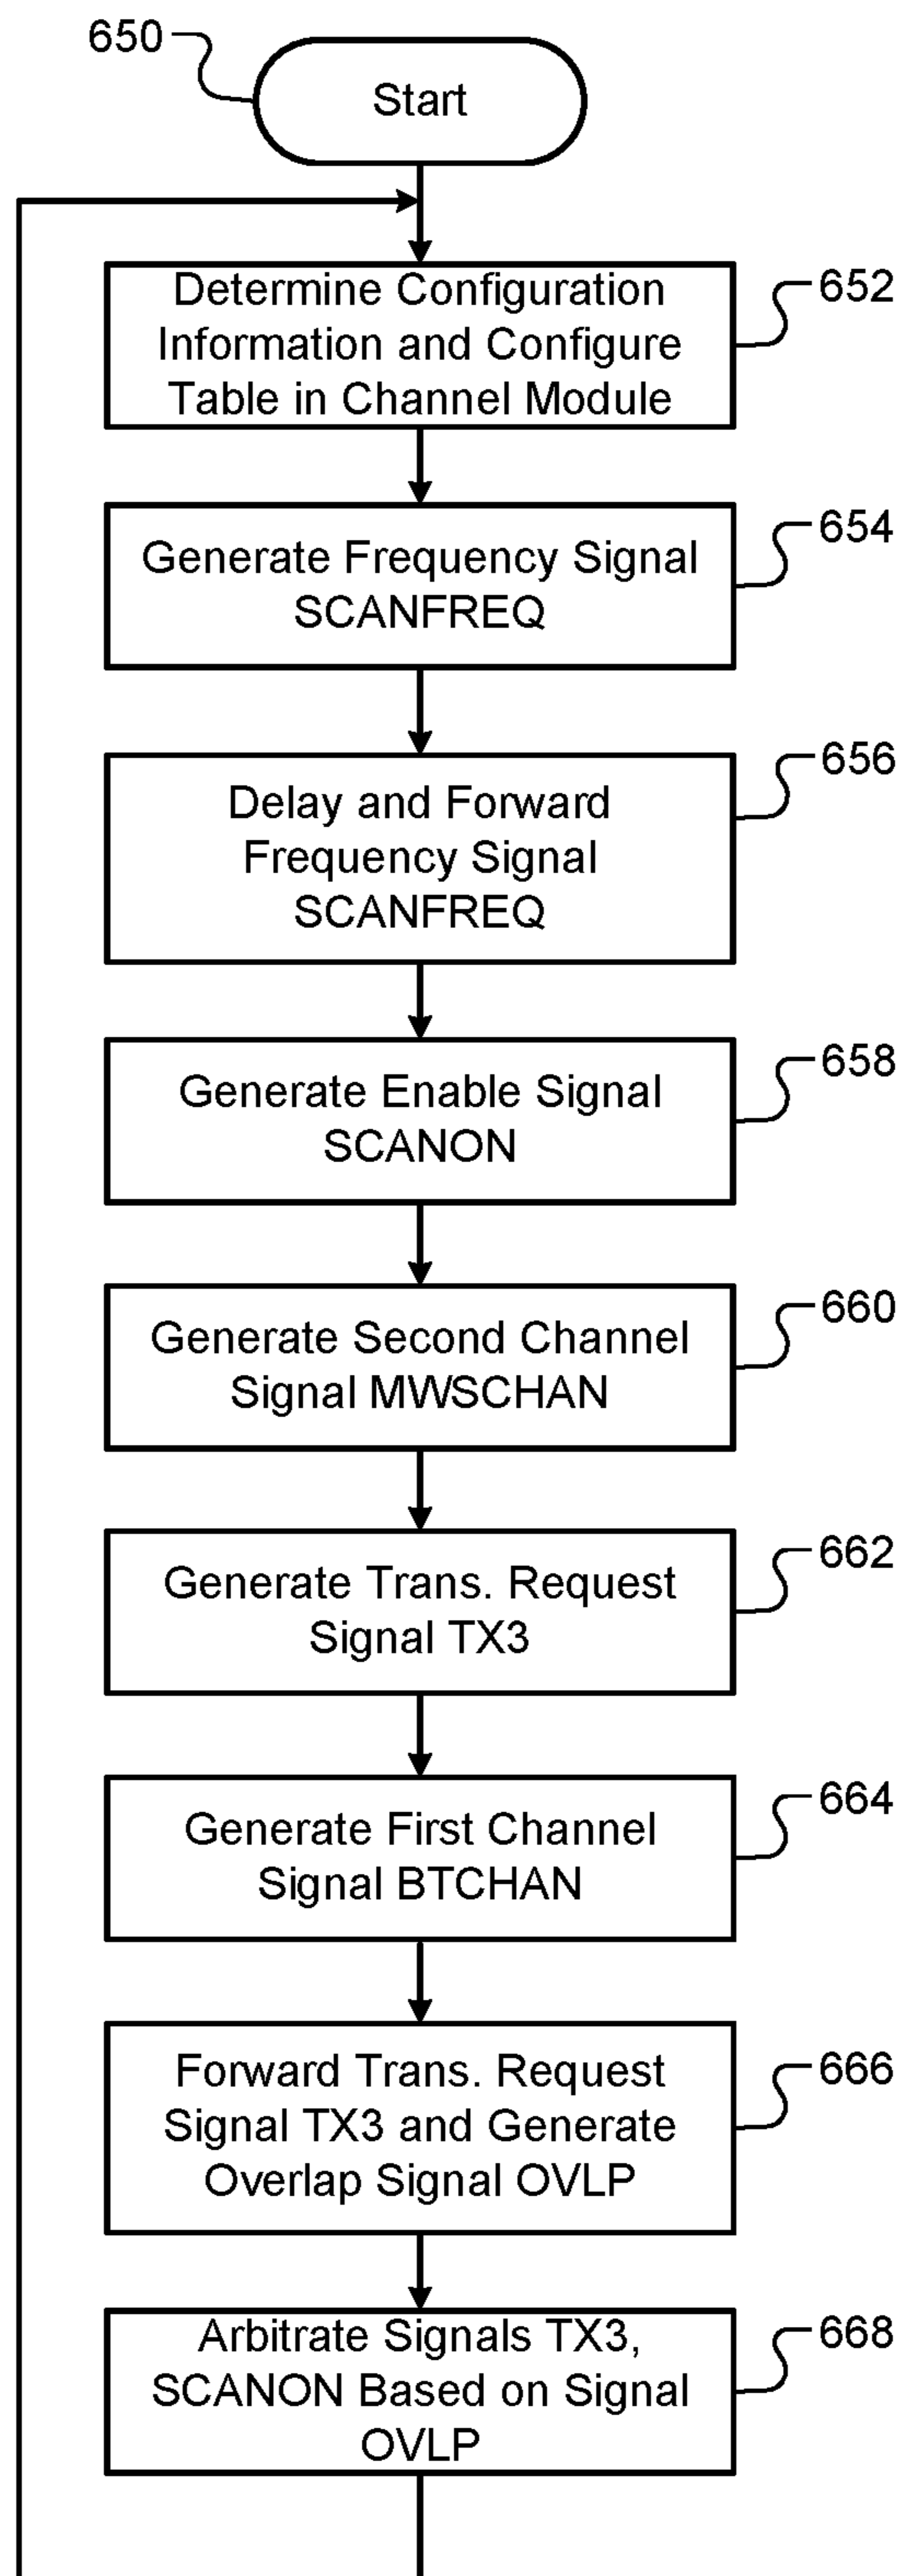 650
Start
Determine Configuration
Information and Configure
Table in Channel Module
652
Generate Frequency Signal
SCANFREQ
654
Delay and Forward
Frequency Signal
SCANFREQ
656
Generate Enable Signal
SCANON
658
Generate Second Channel
Signal MWSCHAN
660
Generate Trans. Request
Signal TX3
662
Generate First Channel
Signal BTCHAN
664
Forward Trans. Request
Signal TX3 and Generate
Overlap Signal OVLP
666
Arbitrate Signals TX3,
SCANON Based on Signal
OVLP
668